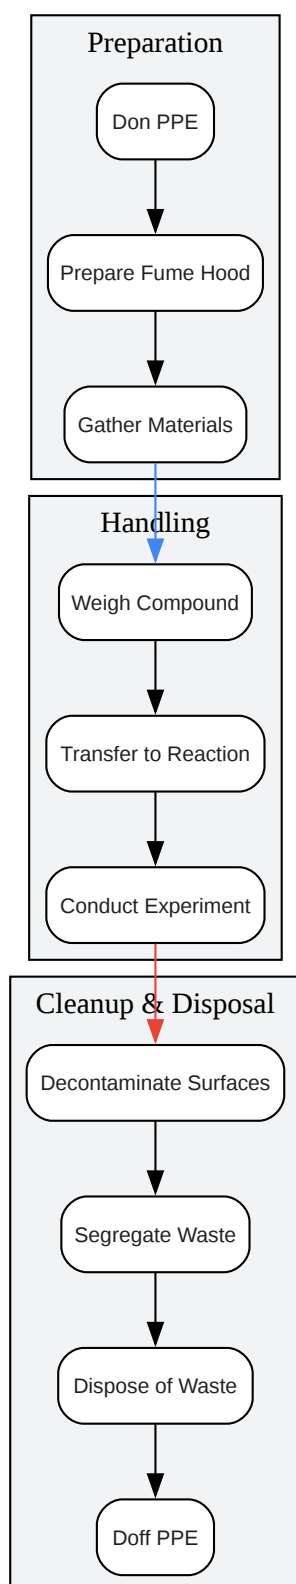 Preparation
Don PPE
Prepare Fume Hood
Gather Materials
Handling
Weigh Compound
Transfer to Reaction
Conduct Experiment
Cleanup & Disposal
Decontaminate Surfaces
Segregate Waste
Dispose of Waste
Doff PPE